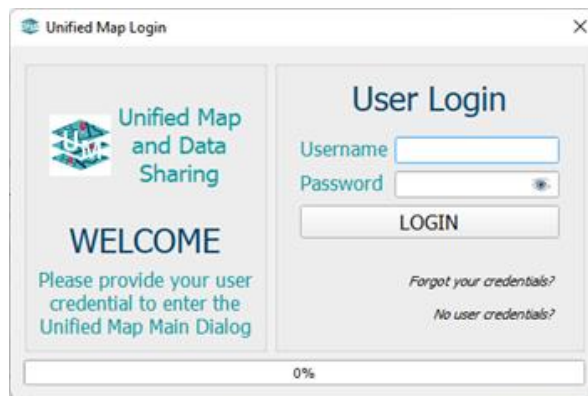 Unified Map Login
UM
Unified Map
and Data
Sharing
WELCOME
Please provide your user
credential to enter the
Unified Map Main Dialog
User Login
Username
Password
LOGIN
Forgot your credentials?
No user credentials?
0%